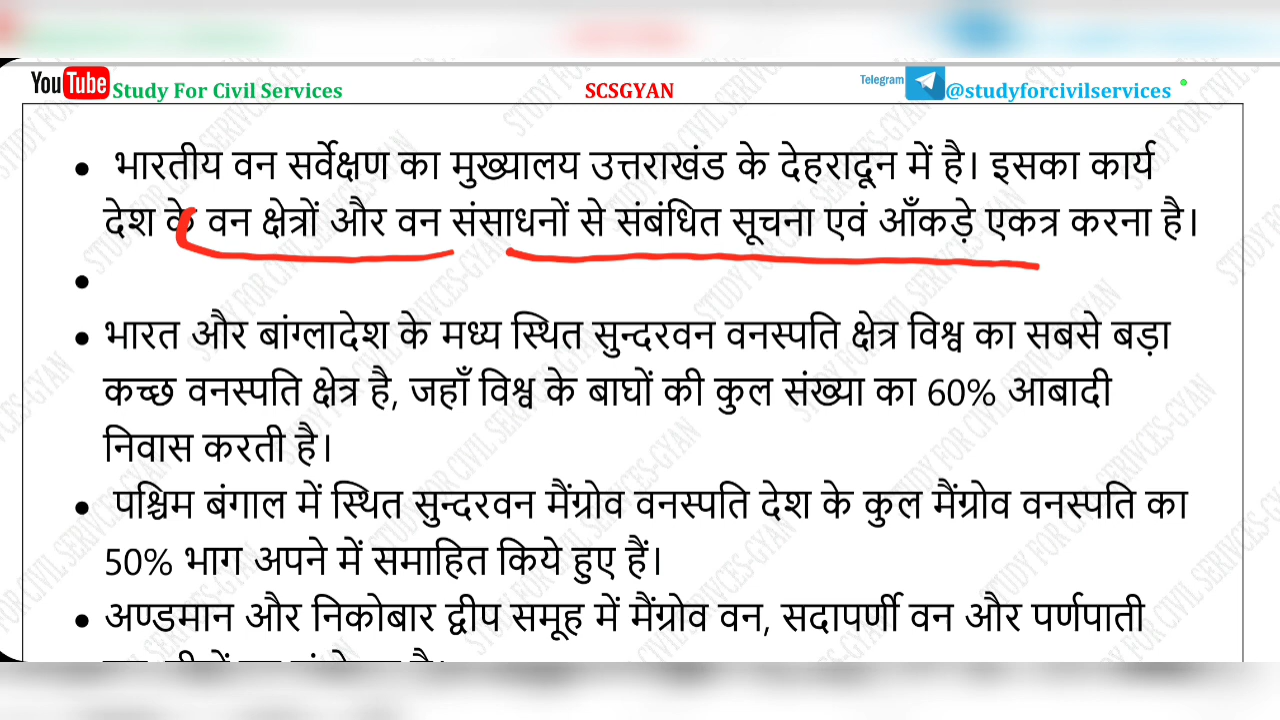 YouTube Study For Civil Services SCSGYAN Telegram @studyforcivilservices
• भारतीय वन सर्वेक्षण का मुख्यालय उत्तराखंड के देहरादून में है। इसका कार्य
देश के वन क्षेत्रों और वन संसाधनों से संबंधित सूचना एवं आँकड़े एकत्र करना है।
•
• भारत और बांग्लादेश के मध्य स्थित सुन्दरवन वनस्पति क्षेत्र विश्व का सबसे बड़ा
कच्छ वनस्पति क्षेत्र है, जहाँ विश्व के बाघों की कुल संख्या का 60% आबादी
निवास करती है।
• पश्चिम बंगाल में स्थित सुन्दरवन मैंग्रोव वनस्पति देश के कुल मैंग्रोव वनस्पति का
50% भाग अपने में समाहित किये हुए हैं।
• अण्डमान और निकोबार द्वीप समूह में मैंग्रोव वन, सदापर्णी वन और पर्णपाती